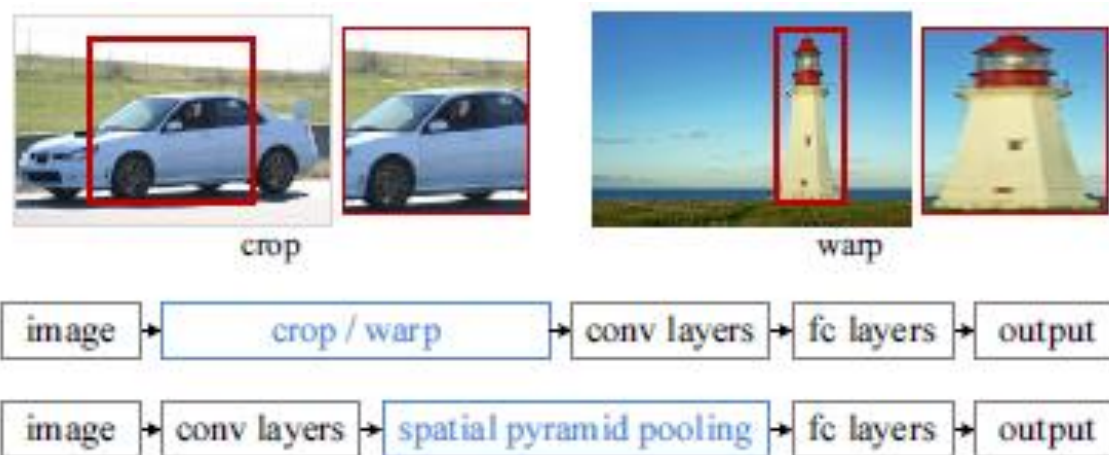 crop
warp
image crop / warp conv layers fc layers output
image conv layers spatial pyramid pooling fc layers output